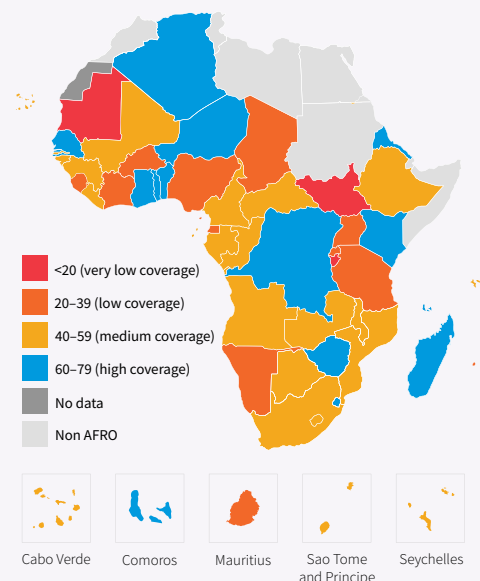 <20 (very low coverage)
20–39 (low coverage)
40–59 (medium coverage)
60–79 (high coverage)
No data
Non AFRO
Cabo Verde
Comoros
Mauritius
Sao Tome
and Principe
Seychelles